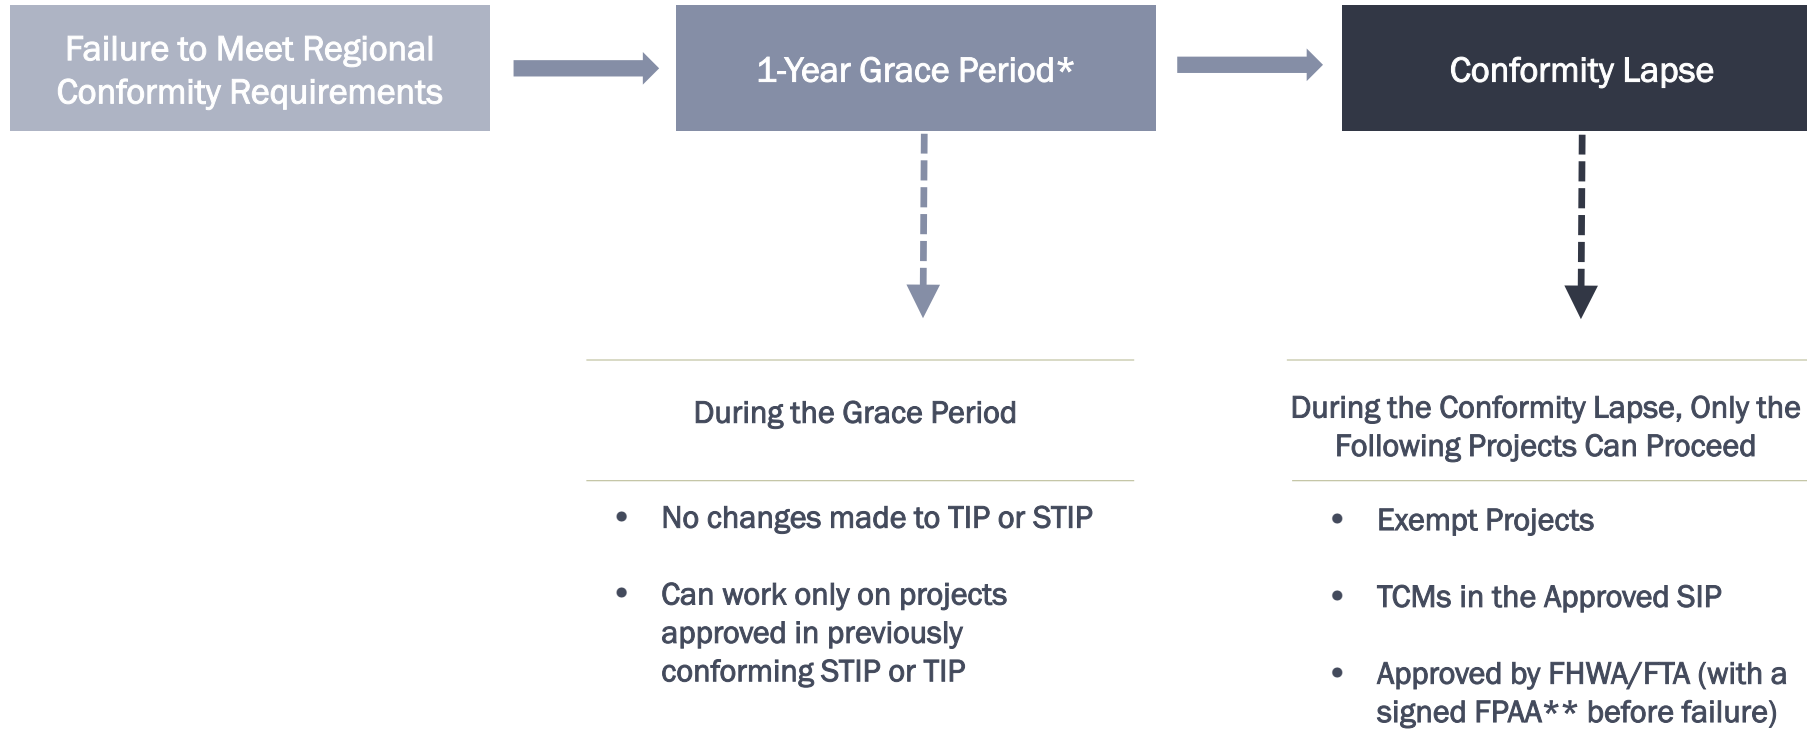 Failure to Meet Regional
Conformity Requirements
1-Year Grace Period*
Conformity Lapse
During the Grace Period
• No changes made to TIP or STIP
• Can work only on projects
approved in previously
conforming STIP or TIP
During the Conformity Lapse, Only the
Following Projects Can Proceed
• Exempt Projects
• TCMs in the Approved SIP
• Approved by FHWA/FTA (with a
signed FPAA** before failure)